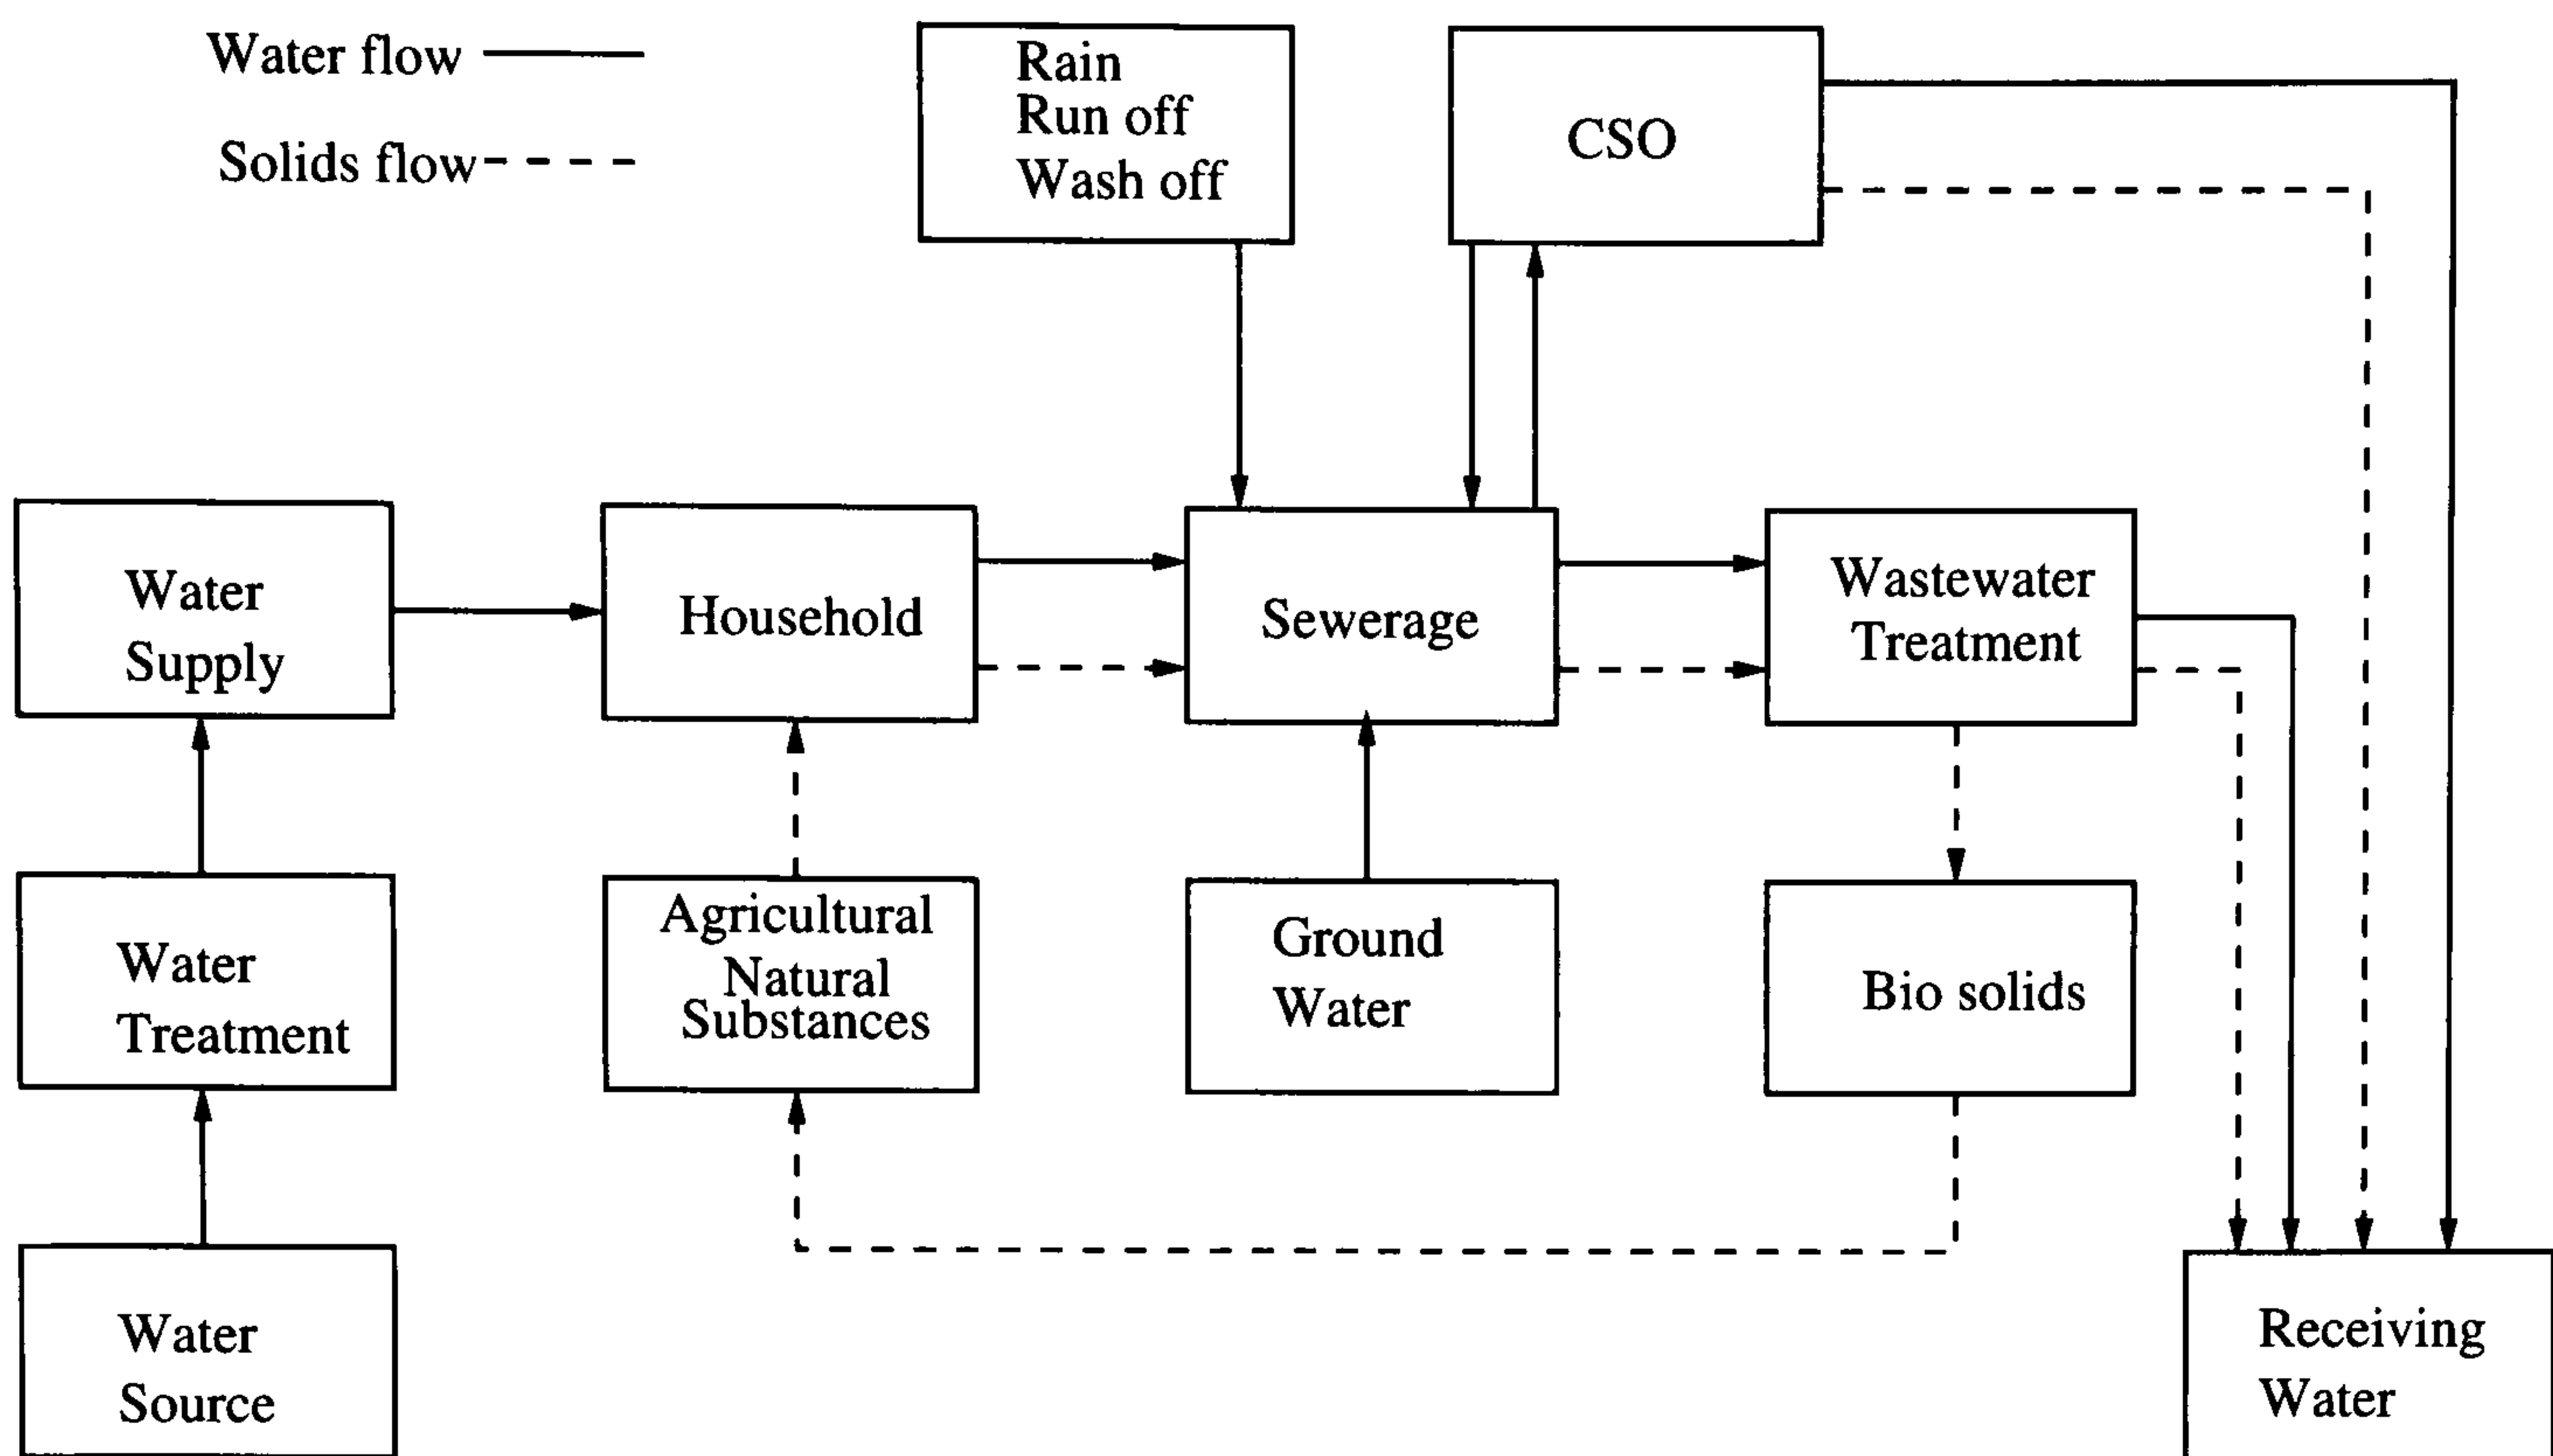 Water flow
Solids flow
Rain
Run off
Wash off
CSO
Water
Supply
Household
Sewerage
Wastewater
Treatment
Water
Treatment
Agricultural
Natural
Substances
Ground
Water
Bio solids
Water
Source
Receiving
Water